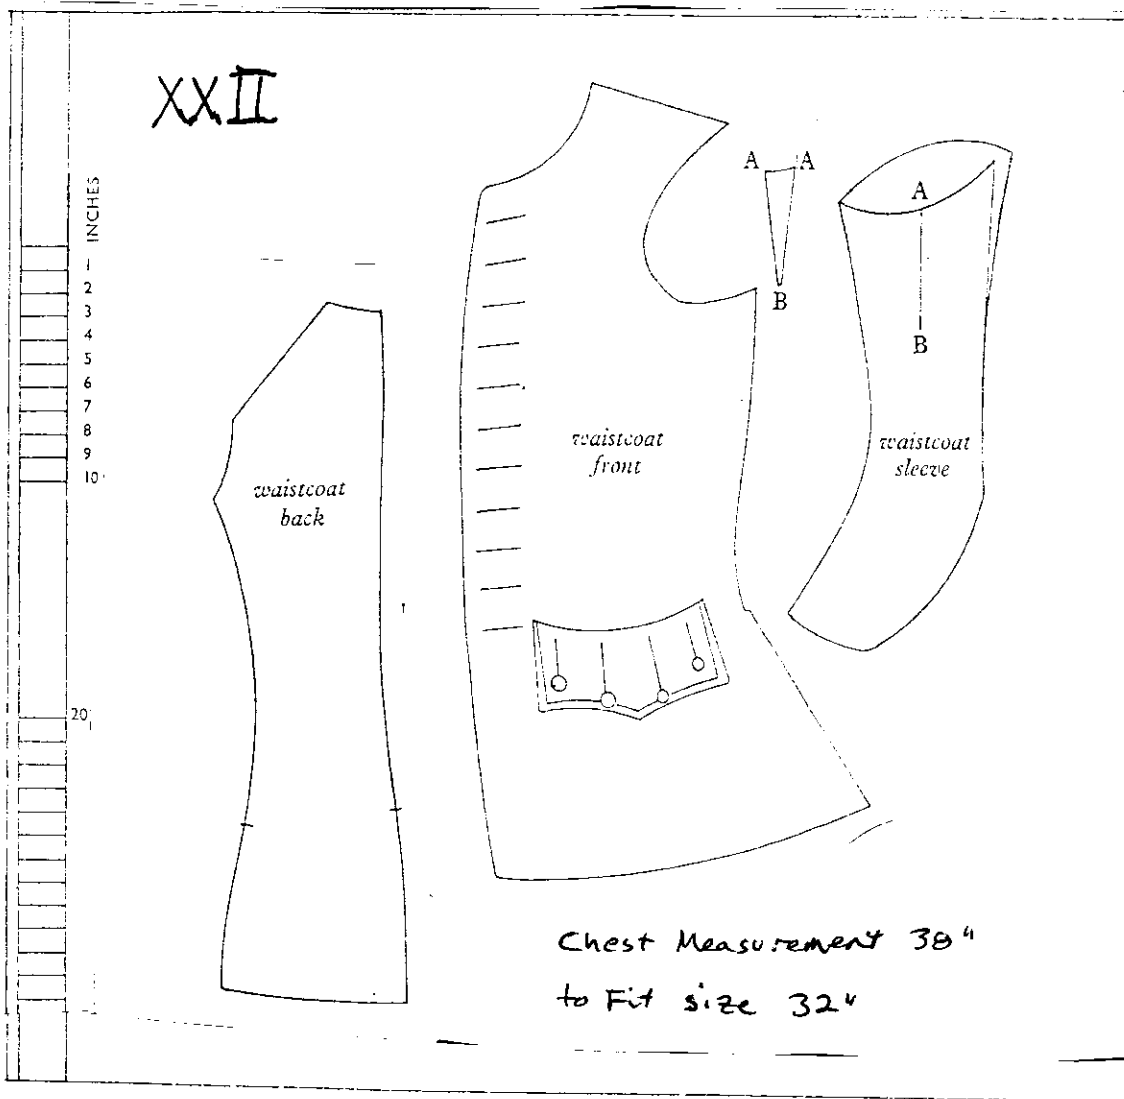 XXII
INCHES
1
2
3
4
5
6
7
8
9
10
20
A A
B
A
B
waistcoat
back
waistcoat
front
waistcoat
sleeve
Chest Measurement 38"
to Fit size 32"